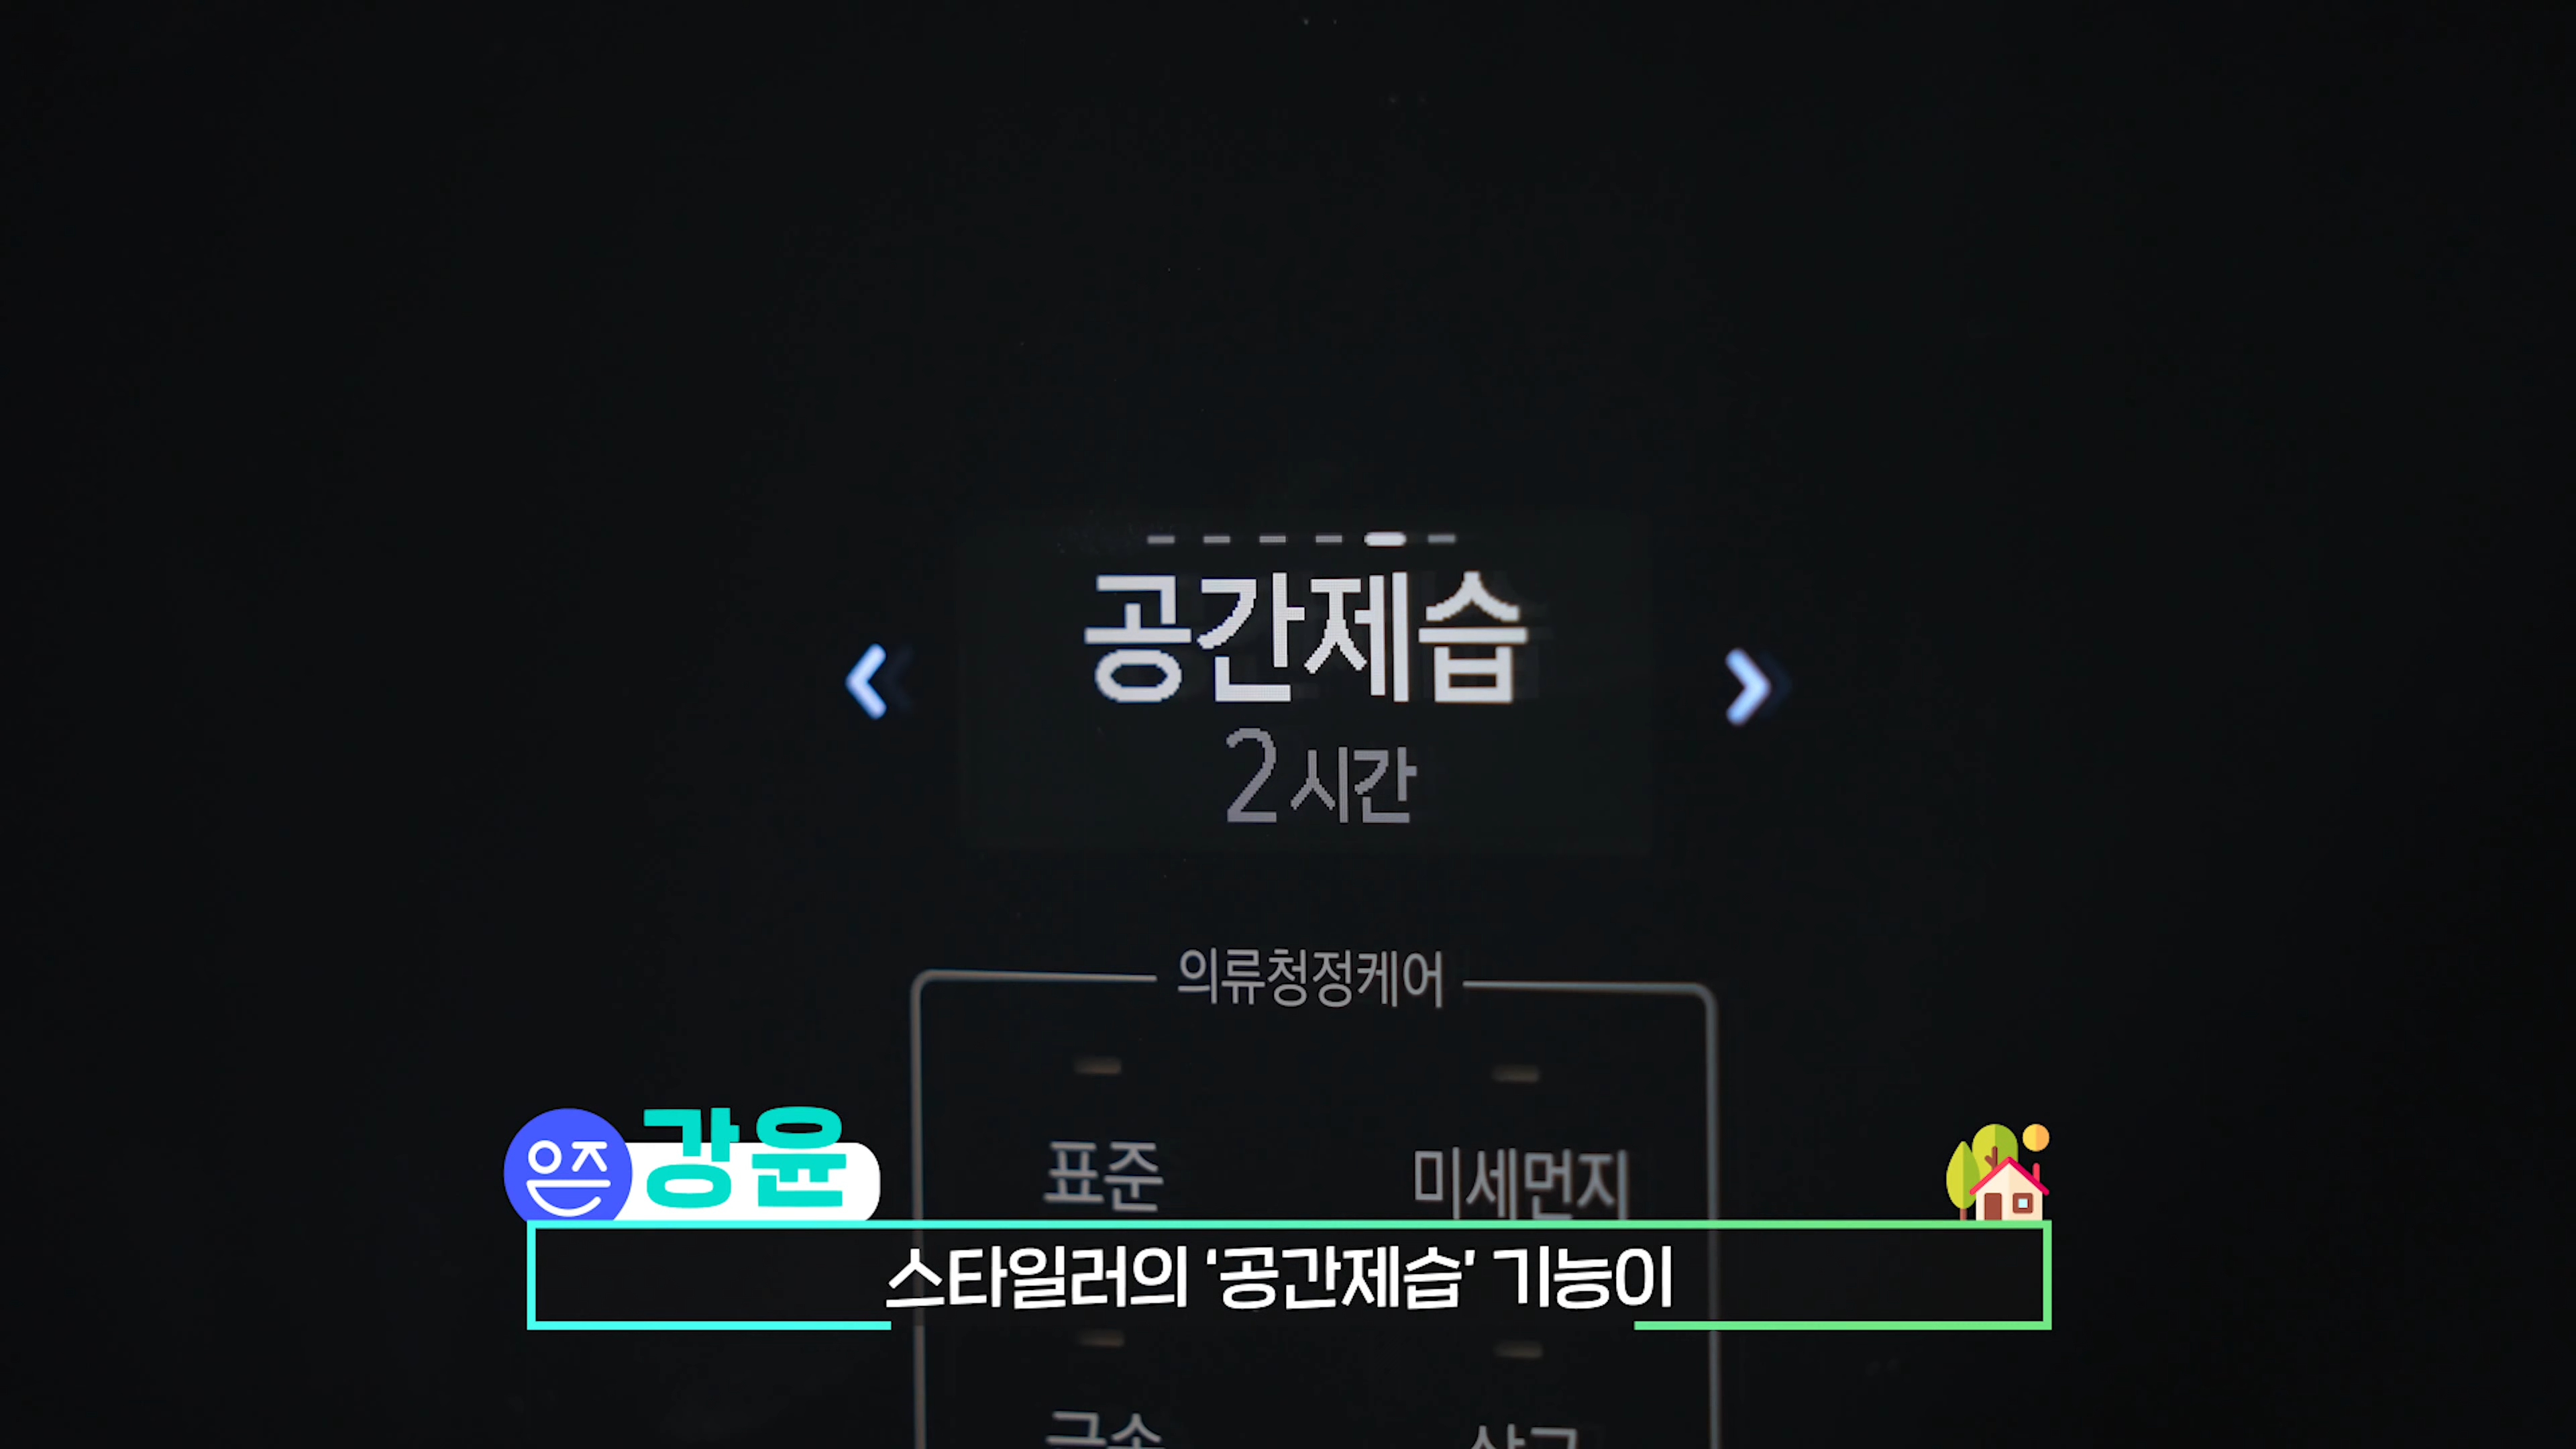 공간제습
2시간
의류청정케어
표준 미세먼지
으즈 강윤
스타일러의 ‘공간제습’ 기능이